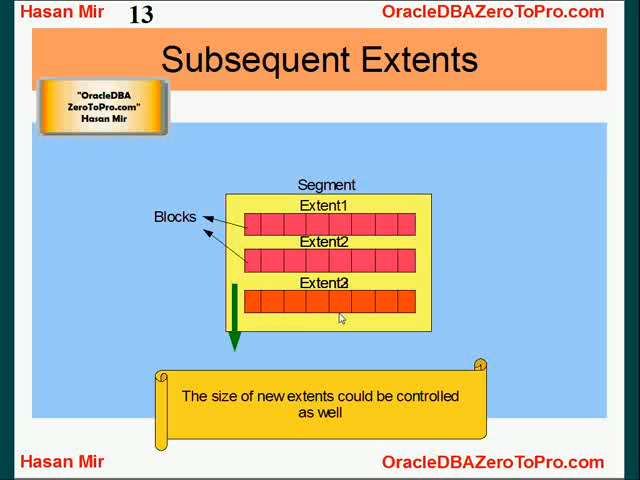 Hasan Mir 13 OracleDBAZeroToPro.com
Subsequent Extents
"OracleDBA
ZeroToPro.com"
Hasan Mir
Segment
Extent1
Blocks
Extent2
The size of new extents could be controlled
as well
Hasan Mir OracleDBAZeroToPro.com